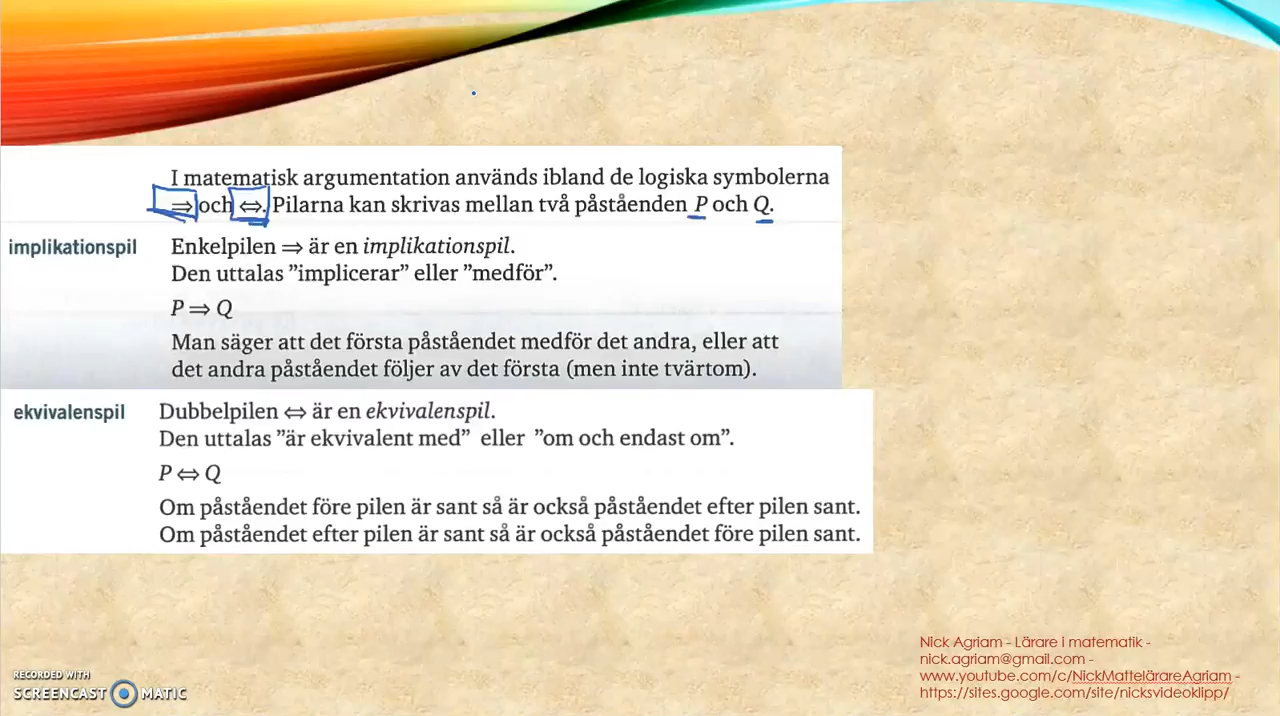 I matematisk argumentation används ibland de logiska symbolerna
⇒ och ⇔. Pilarna kan skrivas mellan två påståenden P och Q.
implikationspil
Enkelpilen ⇒ är en implikationspil.
Den uttalas ”implicerar” eller ”medför”.
P ⇒ Q
Man säger att det första påståendet medför det andra, eller att
det andra påståendet följer av det första (men inte tvärtom).
ekvivalenspil
Dubbelpilen ⇔ är en ekvivalenspil.
Den uttalas ”är ekvivalent med” eller ”om och endast om”.
P ⇔ Q
Om påståendet före pilen är sant så är också påståendet efter pilen sant.
Om påståendet efter pilen är sant så är också påståendet före pilen sant.
Nick Agriam - Lärare i matematik -
nick.agriam@gmail.com -
www.youtube.com/c/NickMattelärareAgriam -
https://sites.google.com/site/nicksvideoklipp/
RECORDED WITH
SCREENCAST MATIC